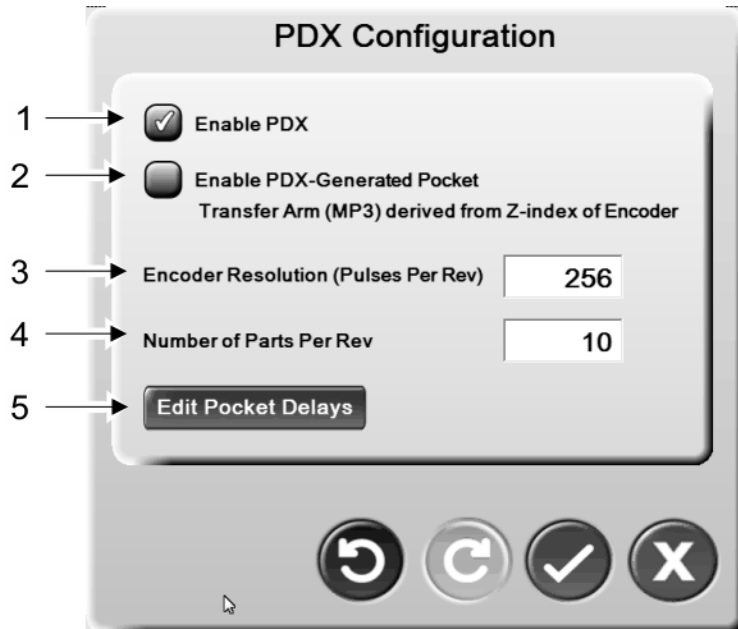 PDX Configuration
1 Enable PDX
2 Enable PDX-Generated Pocket
Transfer Arm (MP3) derived from Z-index of Encoder
3 Encoder Resolution (Pulses Per Rev) 256
4 Number of Parts Per Rev 10
5 Edit Pocket Delays